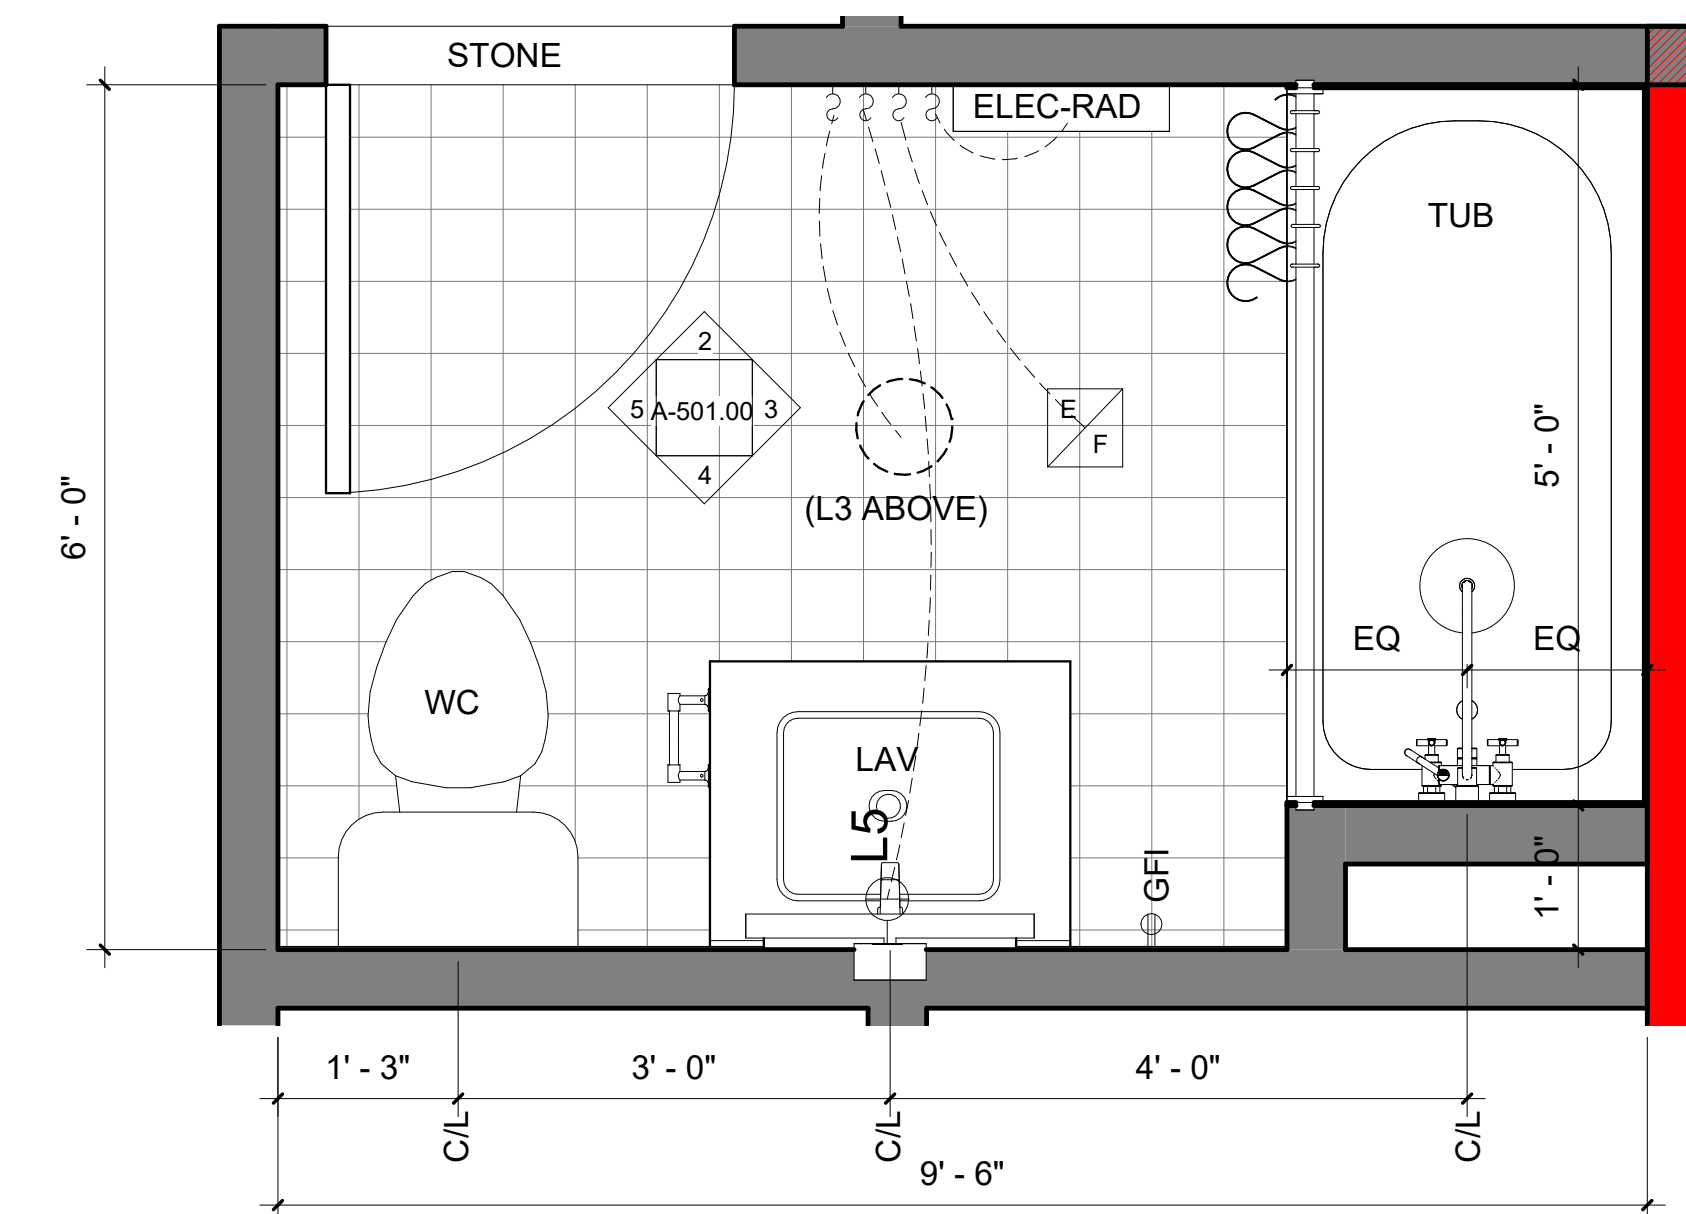 STONE
ELEC-RAD
TUB
2
5 A-501.00 3
4
E
F
5' - 0"
6' - 0"
(L3 ABOVE)
EQ
EQ
WC
LAV
L5
GFI
1' - 0"
1' - 3"
3' - 0"
4' - 0"
C/L
C/L
C/L
9' - 6"